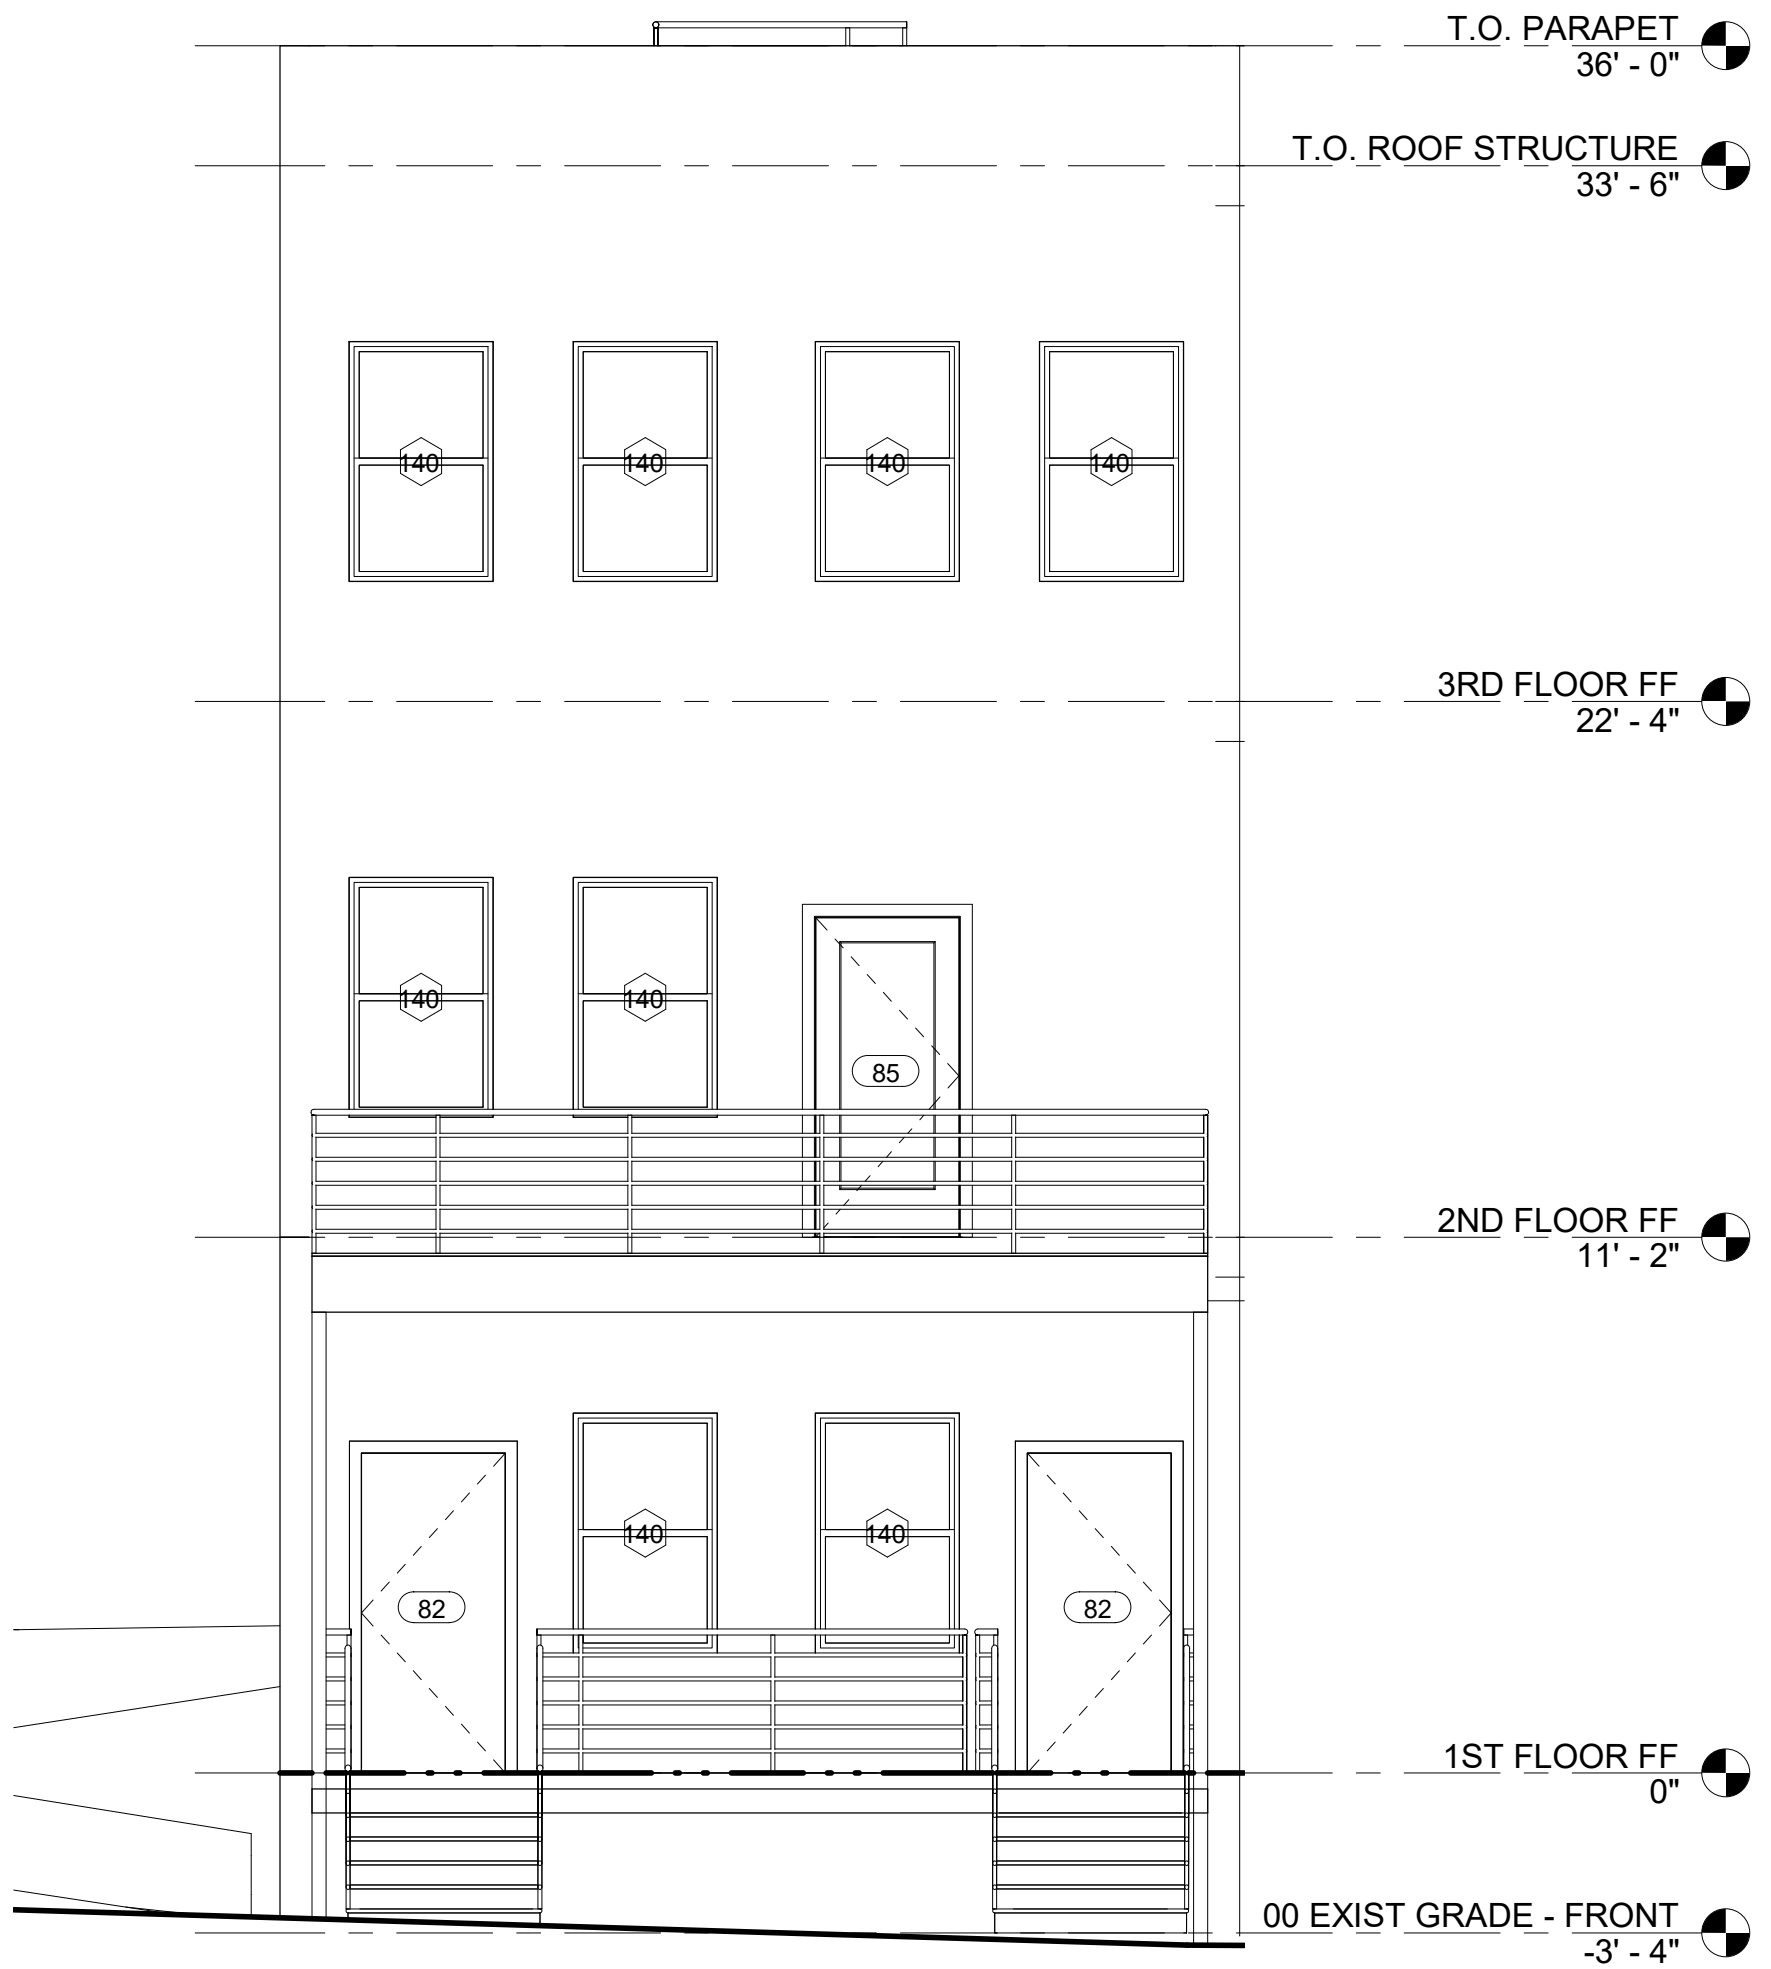 T.O. PARAPET
36' - 0"
T.O. ROOF STRUCTURE
33' - 6"
140 140 140 140
3RD FLOOR FF
22' - 4"
140 140
85
2ND FLOOR FF
11' - 2"
140 140
82 82
1ST FLOOR FF
0"
00 EXIST GRADE - FRONT
-3' - 4"